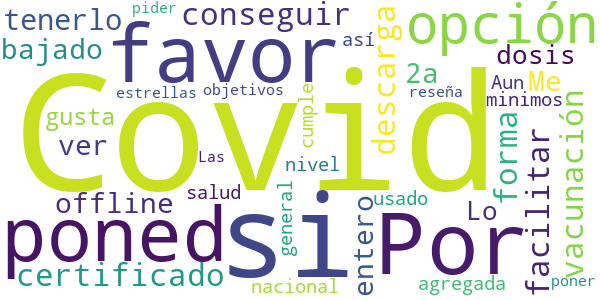 pider
tenerlo
conseguir
opción
bajado
favor
así
descarga
dosis
2a
Aun
Me
estrellas
objetivos
reseña
minimos
Covid
gusta
cumple
ver
Las
nivel
forma
facilitar
vacunación
offline
salud
general
entero
usado
Lo
poned
si
Por
certificado
nacional
agregada
poner